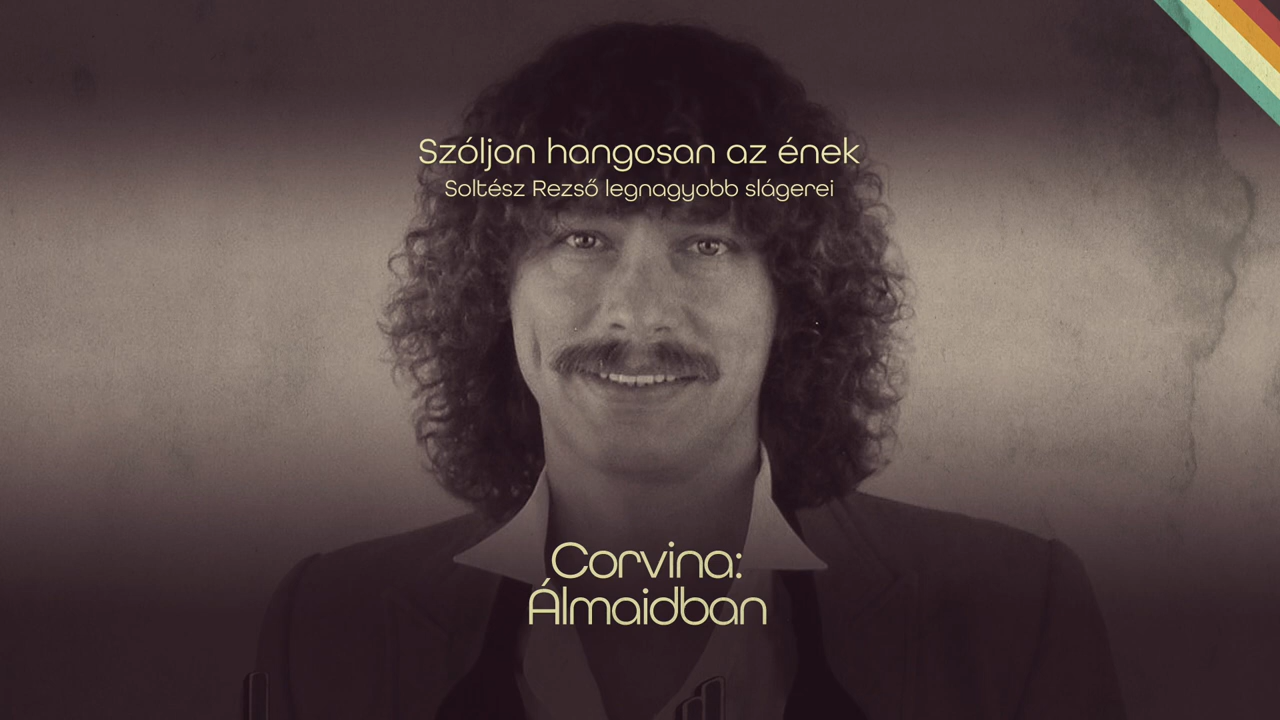 Szóljon hangosan az ének
Soltész Rezső legnagyobb slágerei
Corvina:
Álmaidban